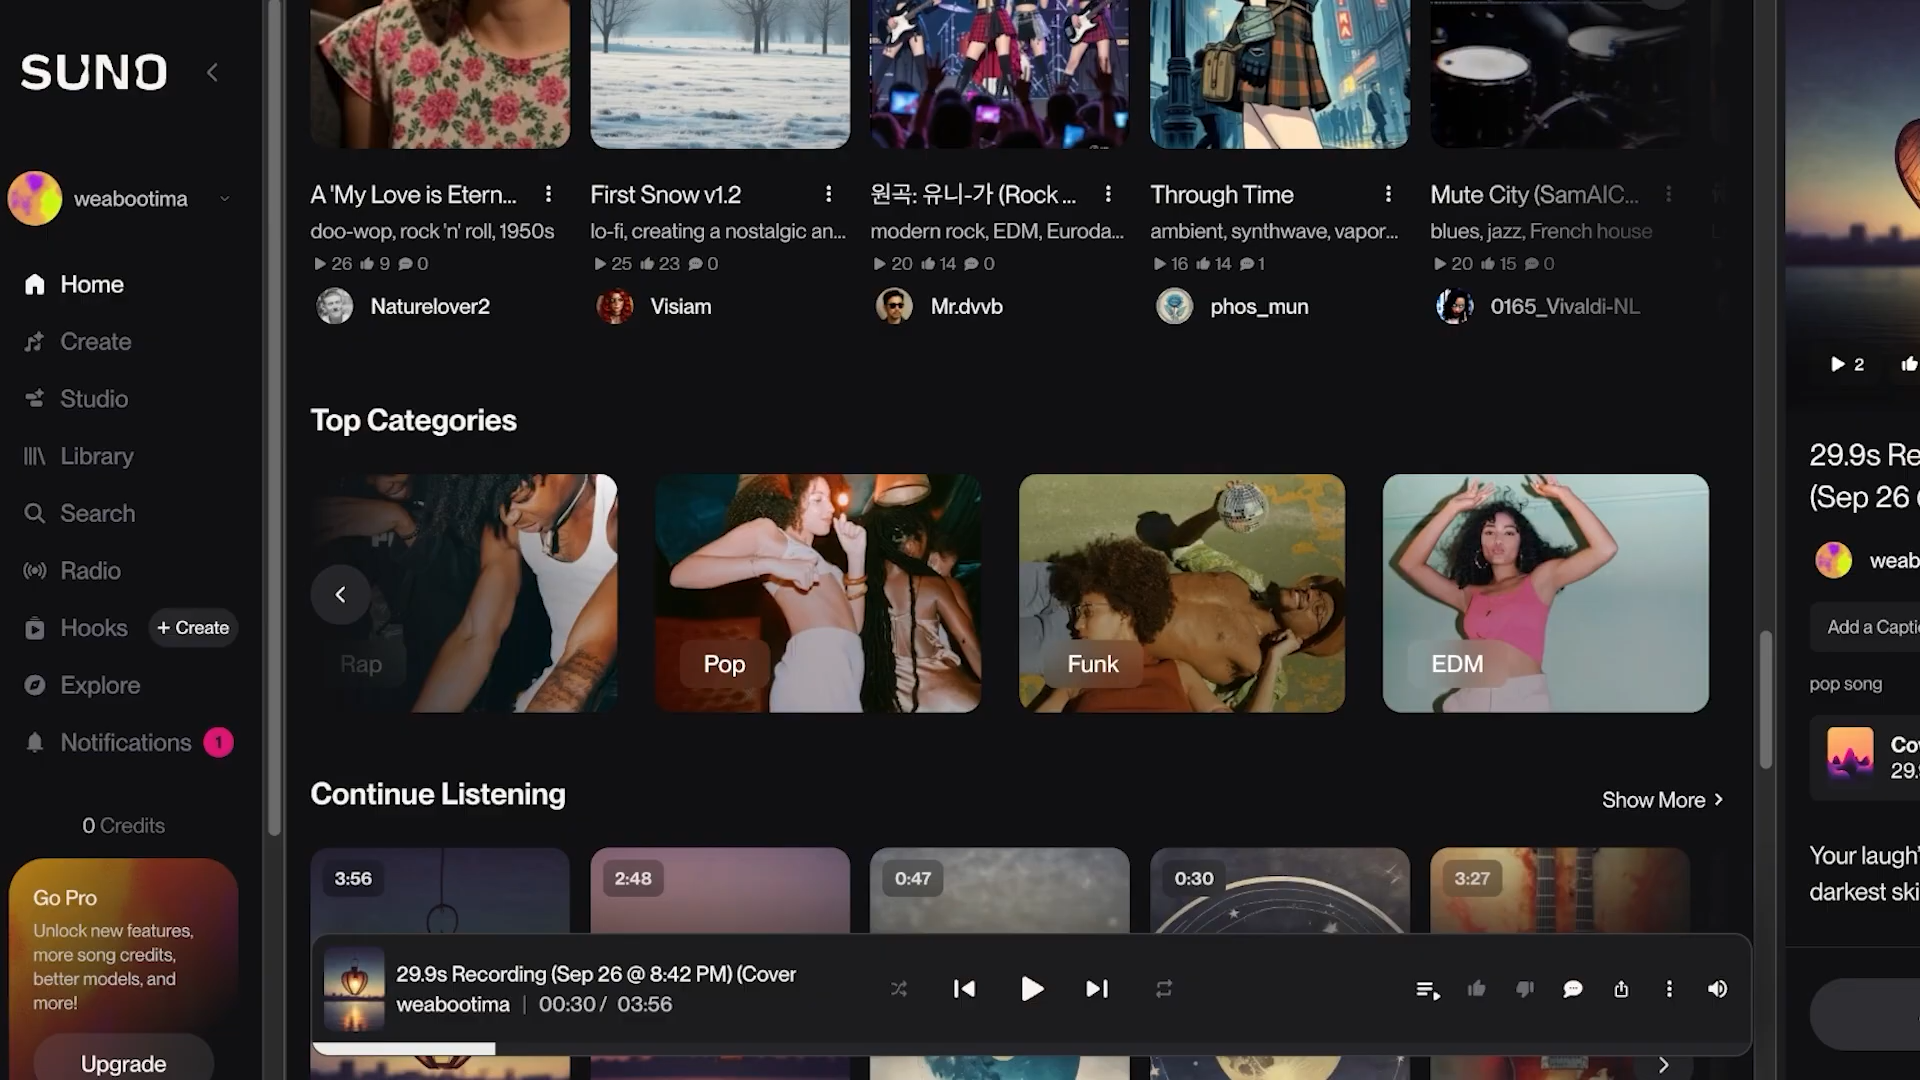 SUNO
weabootima
Home
Create
Studio
Library
Search
Radio
Hooks
+ Create
Explore
Notifications
1
0 Credits
Go Pro
Unlock new features,
more song credits,
better models, and
more!
Upgrade
A 'My Love is Etern...
doo-wop, rock 'n' roll, 1950s
26 9 0
Naturelover2
First Snow v1.2
lo-fi, creating a nostalgic an...
25 23 0
Visiam
원곡: 유니-가 (Rock ...
modern rock, EDM, Euroda...
20 14 0
Mr.dvvb
Through Time
ambient, synthwave, vapor...
16 14 1
phos_mun
Mute City (SamAIC...
blues, jazz, French house
20 15 0
0165_Vivaldi-NL
Top Categories
Rap
Pop
Funk
EDM
Continue Listening
Show More
3:56
2:48
0:47
0:30
3:27
29.9s Recording (Sep 26 @ 8:42 PM) (Cover
weabootima | 00:30 / 03:56
2
29.9s Re
(Sep 26
weab
Add a Capti
pop song
Co
29.
Your laugh'
darkest ski